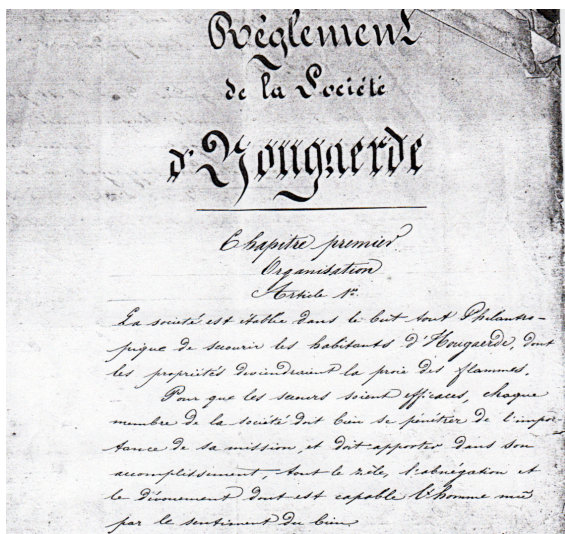 Règlement
de la Société
d'Hougaerde
Chapitre premier
Organisation
Article 1er
La société est établie dans le but tout Philantro-
pique de secourir les habitants d'Hougaerde, dont
les propriétés deviendraient la proie des flammes.
Pour que les secours soient efficaces, chaque
membre de la société doit bien se pénétrer de l'impor-
tance de sa mission, et doit apporter dans son
accomplissement, tout le zèle, l'abnégation et
le dévouement dont est capable l'homme mû
par le sentiment du bien